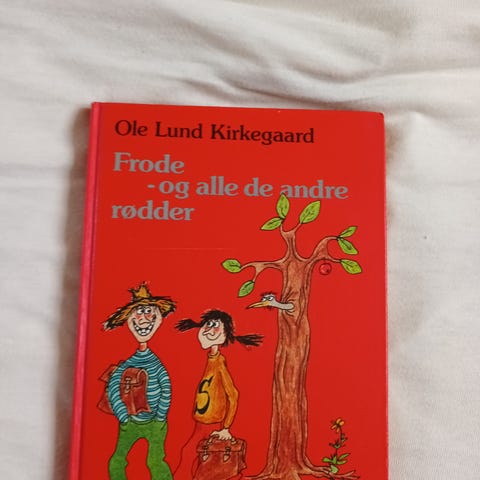 Ole Lund Kirkegaard
Frode
- og alle de andre
rødder
S